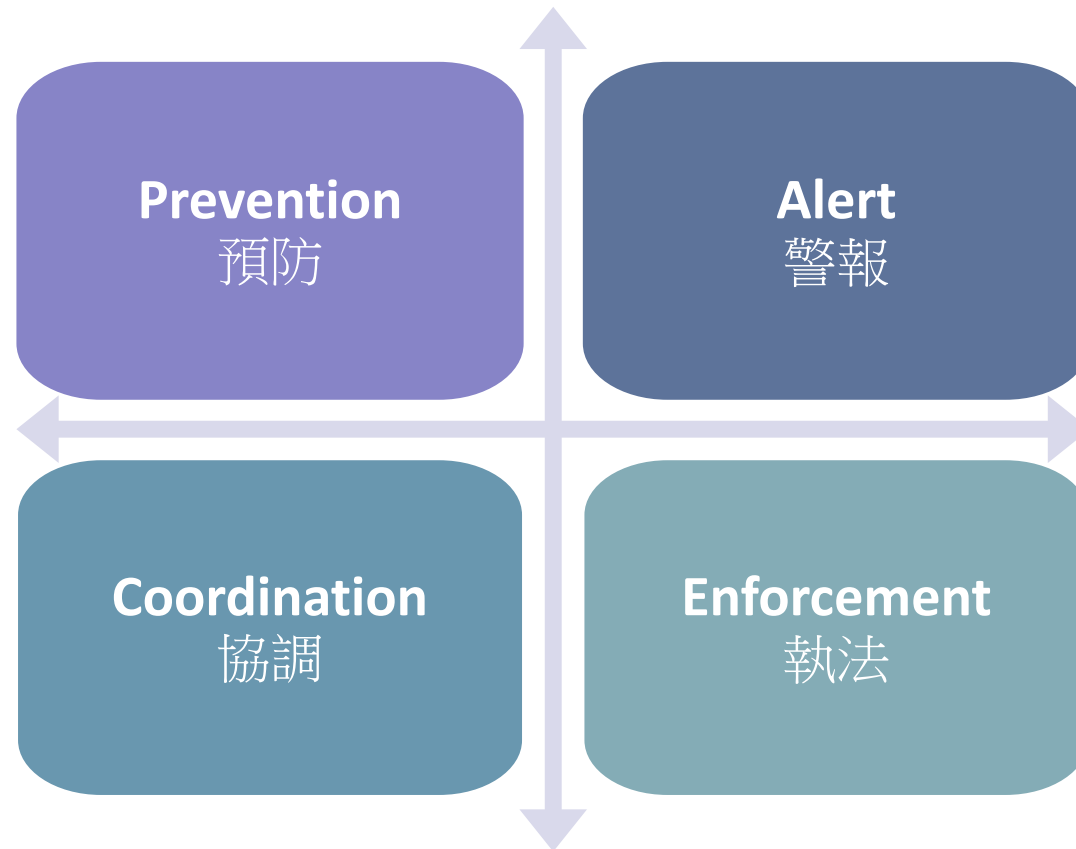 Prevention
預防
Alert
警報
Coordination
協調
Enforcement
執法